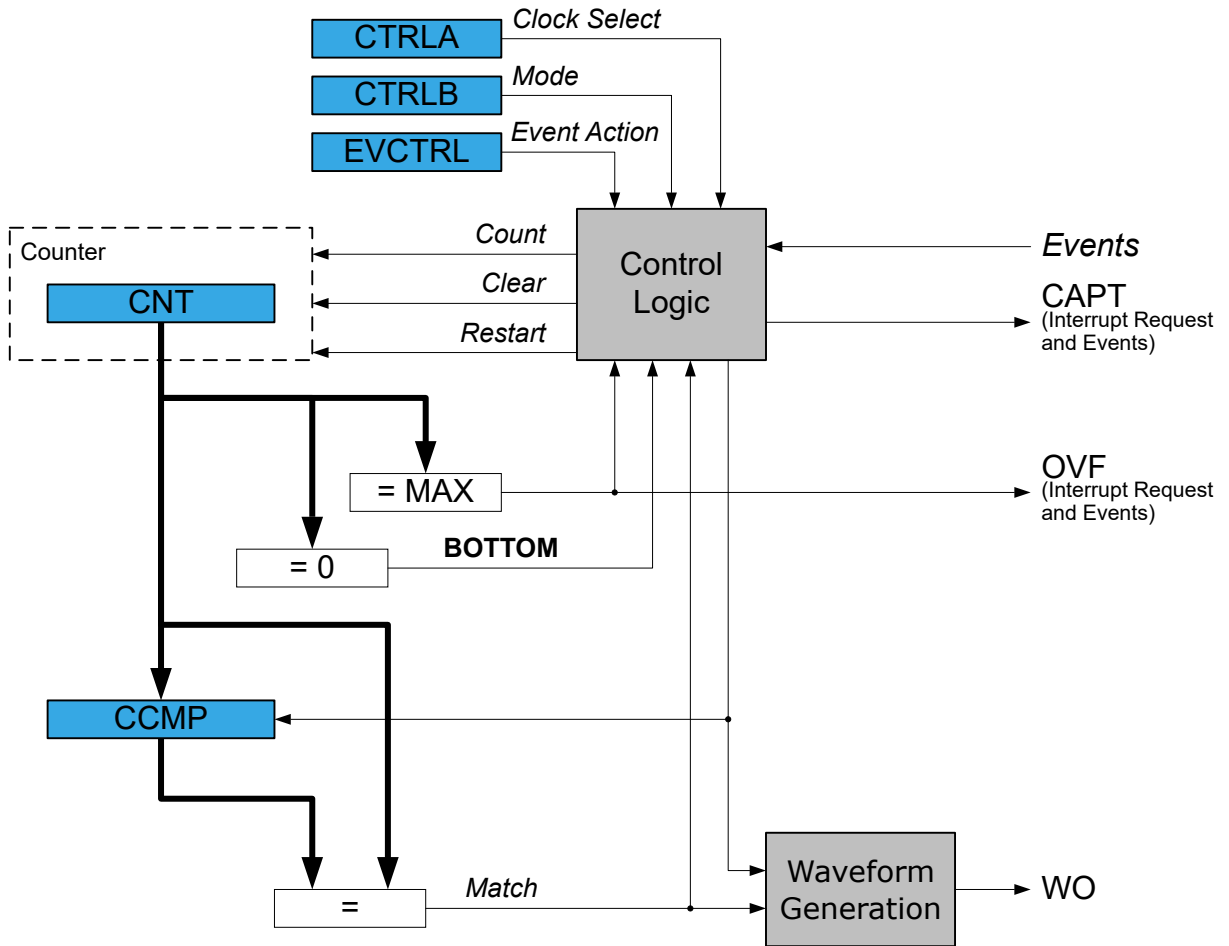 CTRLA
Clock Select
CTRLB
Mode
EVCTRL
Event Action
Counter
CNT
Count
Clear
Restart
Control
Logic
Events
CAPT
(Interrupt Request
and Events)
= MAX
OVF
(Interrupt Request
and Events)
= 0
BOTTOM
CCMP
=
Match
Waveform
Generation
WO